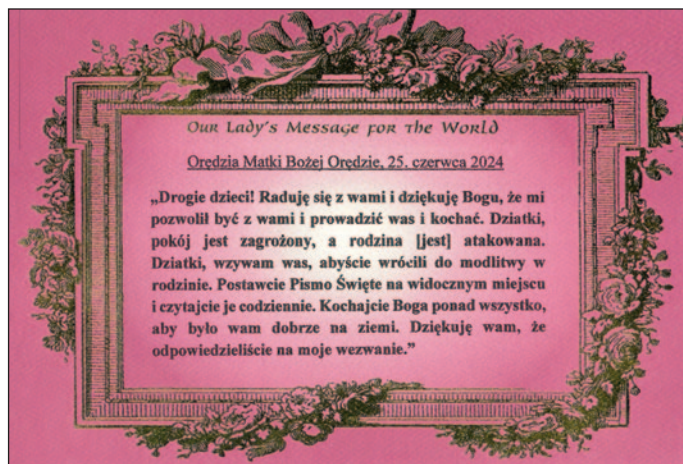 Our Lady's Message for the World
Orędzia Matki Bożej Orędzie, 25. czerwca 2024
„Drogie dzieci! Raduję się z wami i dziękuję Bogu, że mi
pozwolił być z wami i prowadzić was i kochać. Dziatki,
pokój jest zagrożony, a rodzina [jest] atakowana.
Dziatki, wzywam was, abyście wrócili do modlitwy w
rodzinie. Postawcie Pismo Święte na widocznym miejscu
i czytajcie je codziennie. Kochajcie Boga ponad wszystko,
aby było wam dobrze na ziemi. Dziękuję wam, że
odpowiedzieliście na moje wezwanie.”